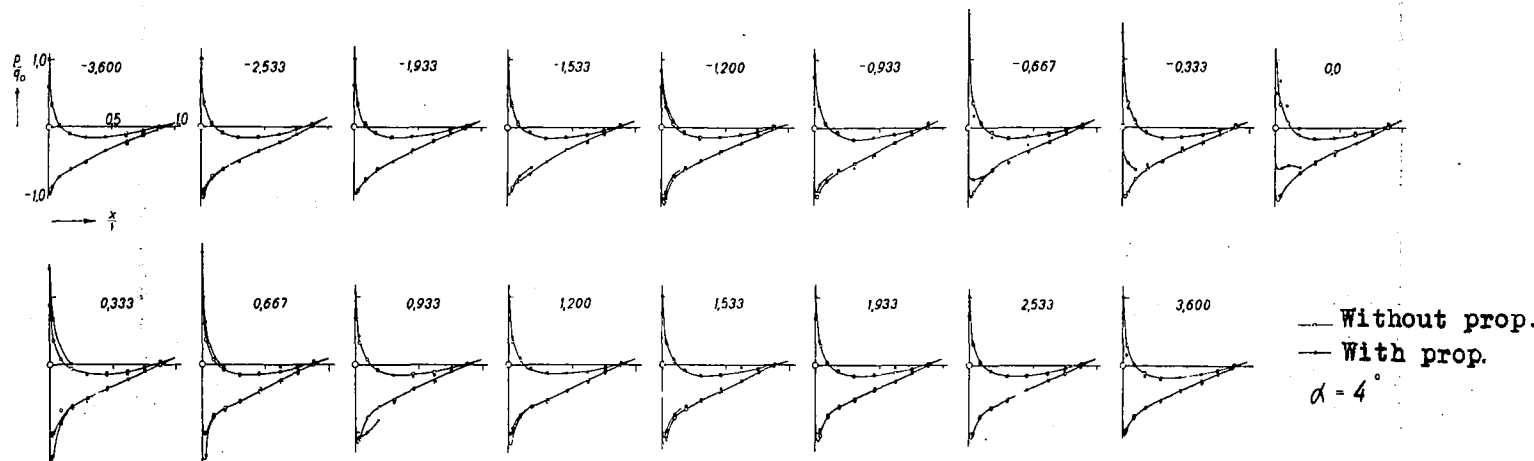 -3,600 -2,533 -1,933 -1,533 -1,200 -0,933 -0,667 -0,333 0,0
p/q₀ 1,0
0,5 1,0
-1,0
0,333 0,667 0,933 1,200 1,533 1,933 2,533 3,600
Without prop.
With prop.
α = 4°